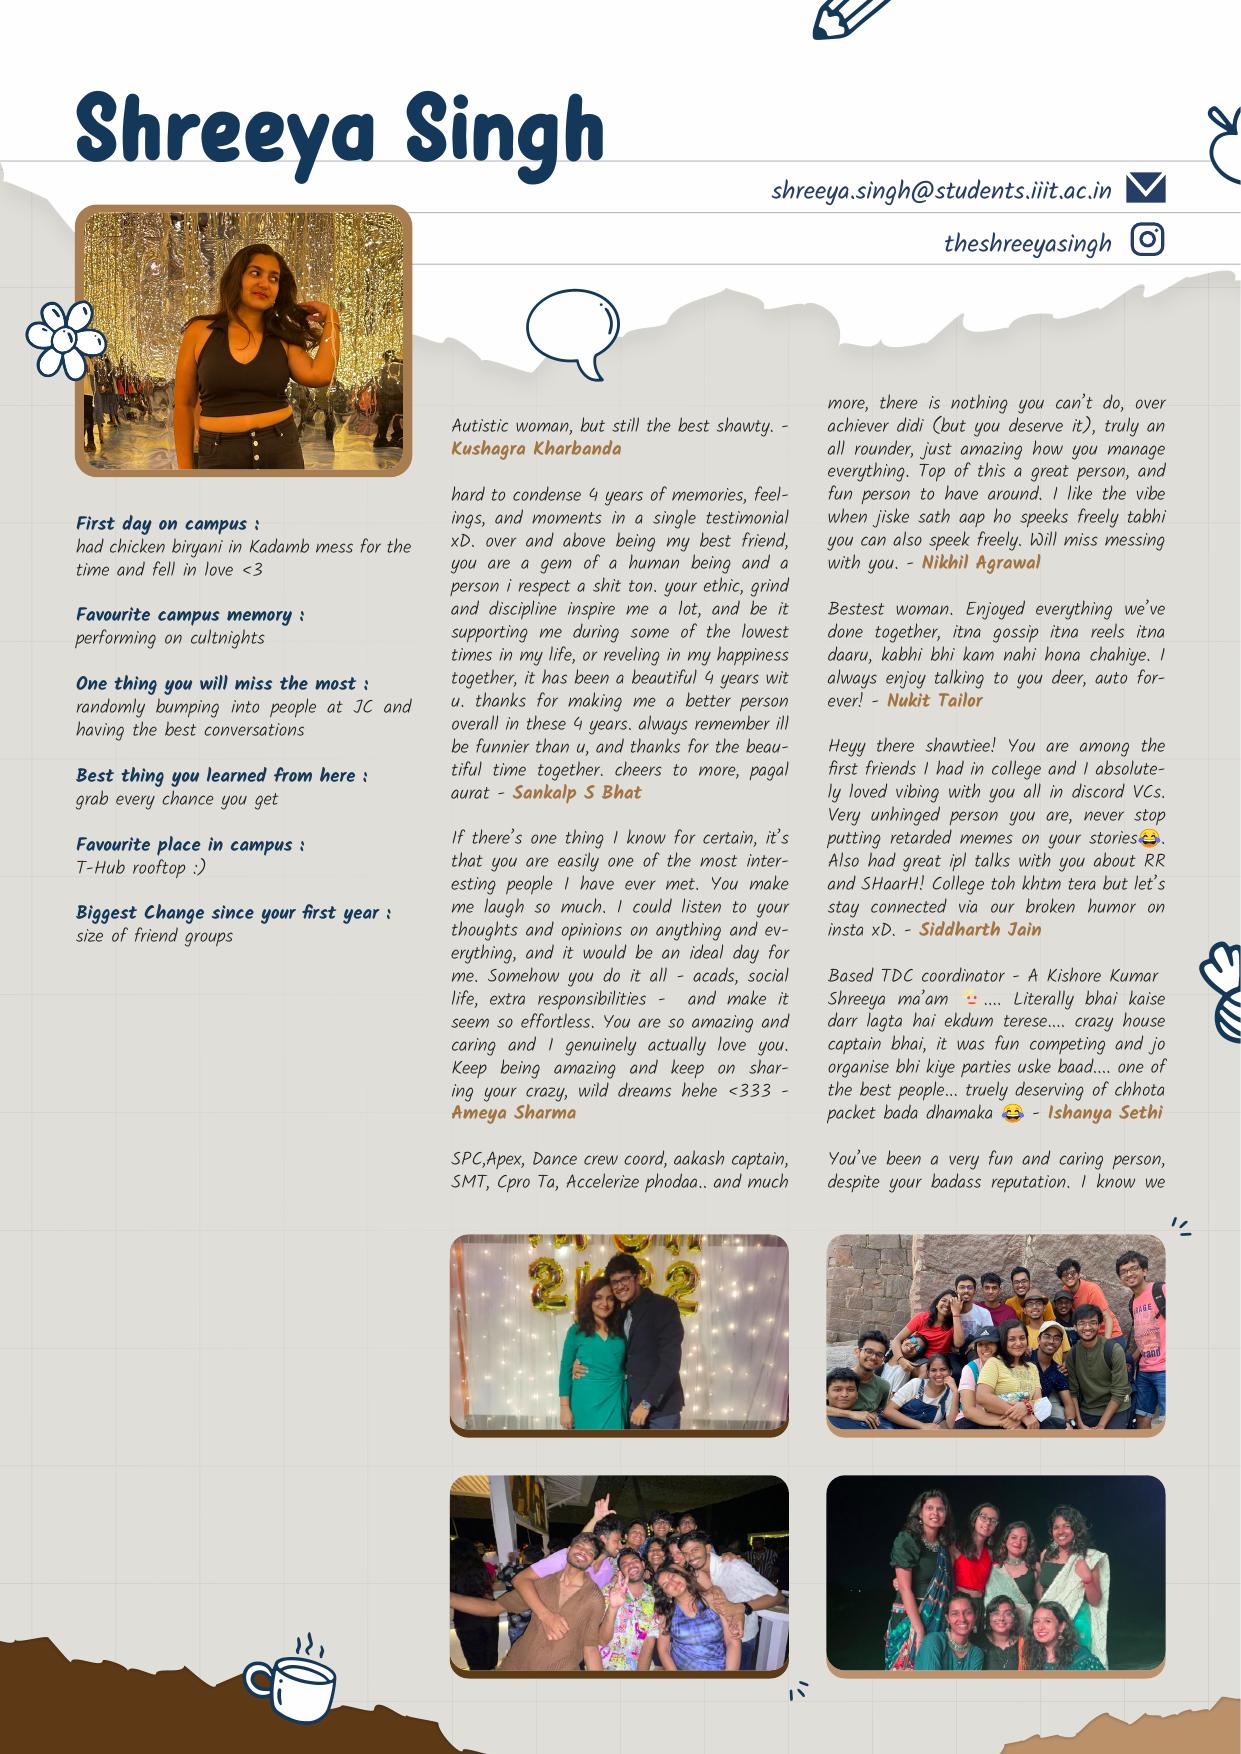 Shreeya Singh
shreeya.singh@students.iiit.ac.in
theshreeyasingh
First day on campus :
had chicken biryani in Kadamb mess for the
time and fell in love <3
Favourite campus memory :
performing on cultnights
One thing you will miss the most :
randomly bumping into people at JC and
having the best conversations
Best thing you learned from here :
grab every chance you get
Favourite place in campus :
T-Hub rooftop :)
Biggest Change since your first year :
size of friend groups
Autistic woman, but still the best shawty. -
Kushagra Kharbanda
hard to condense 4 years of memories, feel-
ings, and moments in a single testimonial
xD. over and above being my best friend,
you are a gem of a human being and a
person i respect a shit ton. your ethic, grind
and discipline inspire me a lot, and be it
supporting me during some of the lowest
times in my life, or reveling in my happiness
together, it has been a beautiful 4 years wit
u. thanks for making me a better person
overall in these 4 years. always remember ill
be funnier than u, and thanks for the beau-
tiful time together. cheers to more, pagal
aurat - Sankalp S Bhat
If there's one thing I know for certain, it's
that you are easily one of the most inter-
esting people I have ever met. You make
me laugh so much. I could listen to your
thoughts and opinions on anything and ev-
erything, and it would be an ideal day for
me. Somehow you do it all - acads, social
life, extra responsibilities - and make it
seem so effortless. You are so amazing and
caring and I genuinely actually love you.
Keep being amazing and keep on shar-
ing your crazy, wild dreams hehe <333 -
Ameya Sharma
SPC,Apex, Dance crew coord, aakash captain,
SMT, Cpro Ta, Accelerize phodaa.. and much
more, there is nothing you can't do, over
achiever didi (but you deserve it), truly an
all rounder, just amazing how you manage
everything. Top of this a great person, and
fun person to have around. I like the vibe
when jiske sath aap ho speeks freely tabhi
you can also speek freely. Will miss messing
with you. - Nikhil Agrawal
Bestest woman. Enjoyed everything we've
done together, itna gossip itna reels itna
daaru, kabhi bhi kam nahi hona chahiye. I
always enjoy talking to you deer, auto for-
ever! - Nukit Tailor
Heyy there shawtiee! You are among the
first friends I had in college and I absolute-
ly loved vibing with you all in discord VCs.
Very unhinged person you are, never stop
putting retarded memes on your stories😂.
Also had great ipl talks with you about RR
and SHaarH! College toh khtm tera but let's
stay connected via our broken humor on
insta xD. - Siddharth Jain
Based TDC coordinator - A Kishore Kumar
Shreeya ma'am .... Literally bhai kaise
darr lagta hai ekdum terese.... crazy house
captain bhai, it was fun competing and jo
organise bhi kiye parties uske baad.... one of
the best people... truely deserving of chhota
packet bada dhamaka 😂 - Ishanya Sethi
You've been a very fun and caring person,
despite your badass reputation. I know we